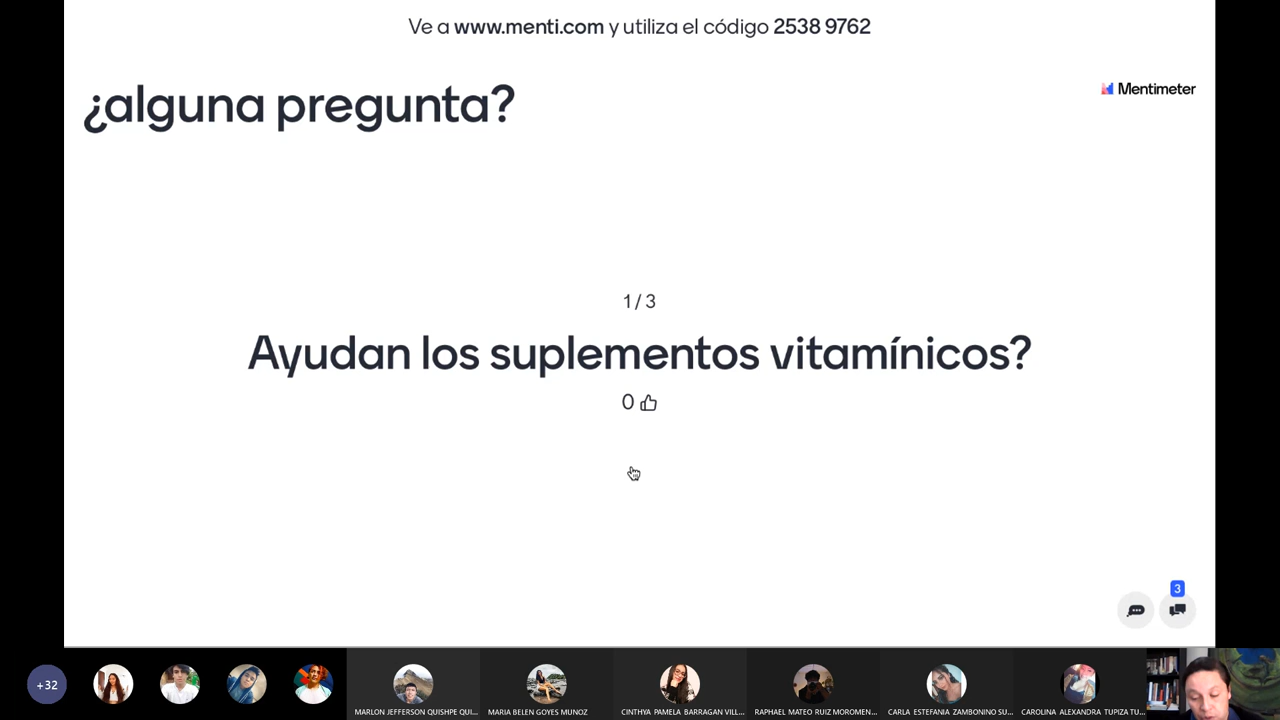 Ve a www.menti.com y utiliza el código 2538 9762
¿alguna pregunta?
Mentimeter
1 / 3
Ayudan los suplementos vitamínicos?
0
3
+32
MARLON JEFFERSON QUISHPE QUI...
MARIA BELEN GOYES MUNOZ
CINTHYA PAMELA BARRAGAN VILL...
RAPHAEL MATEO RUIZ MOROMEN...
CARLA ESTEFANIA ZAMBONINO SU...
CAROLINA ALEXANDRA TUPIZA TU...